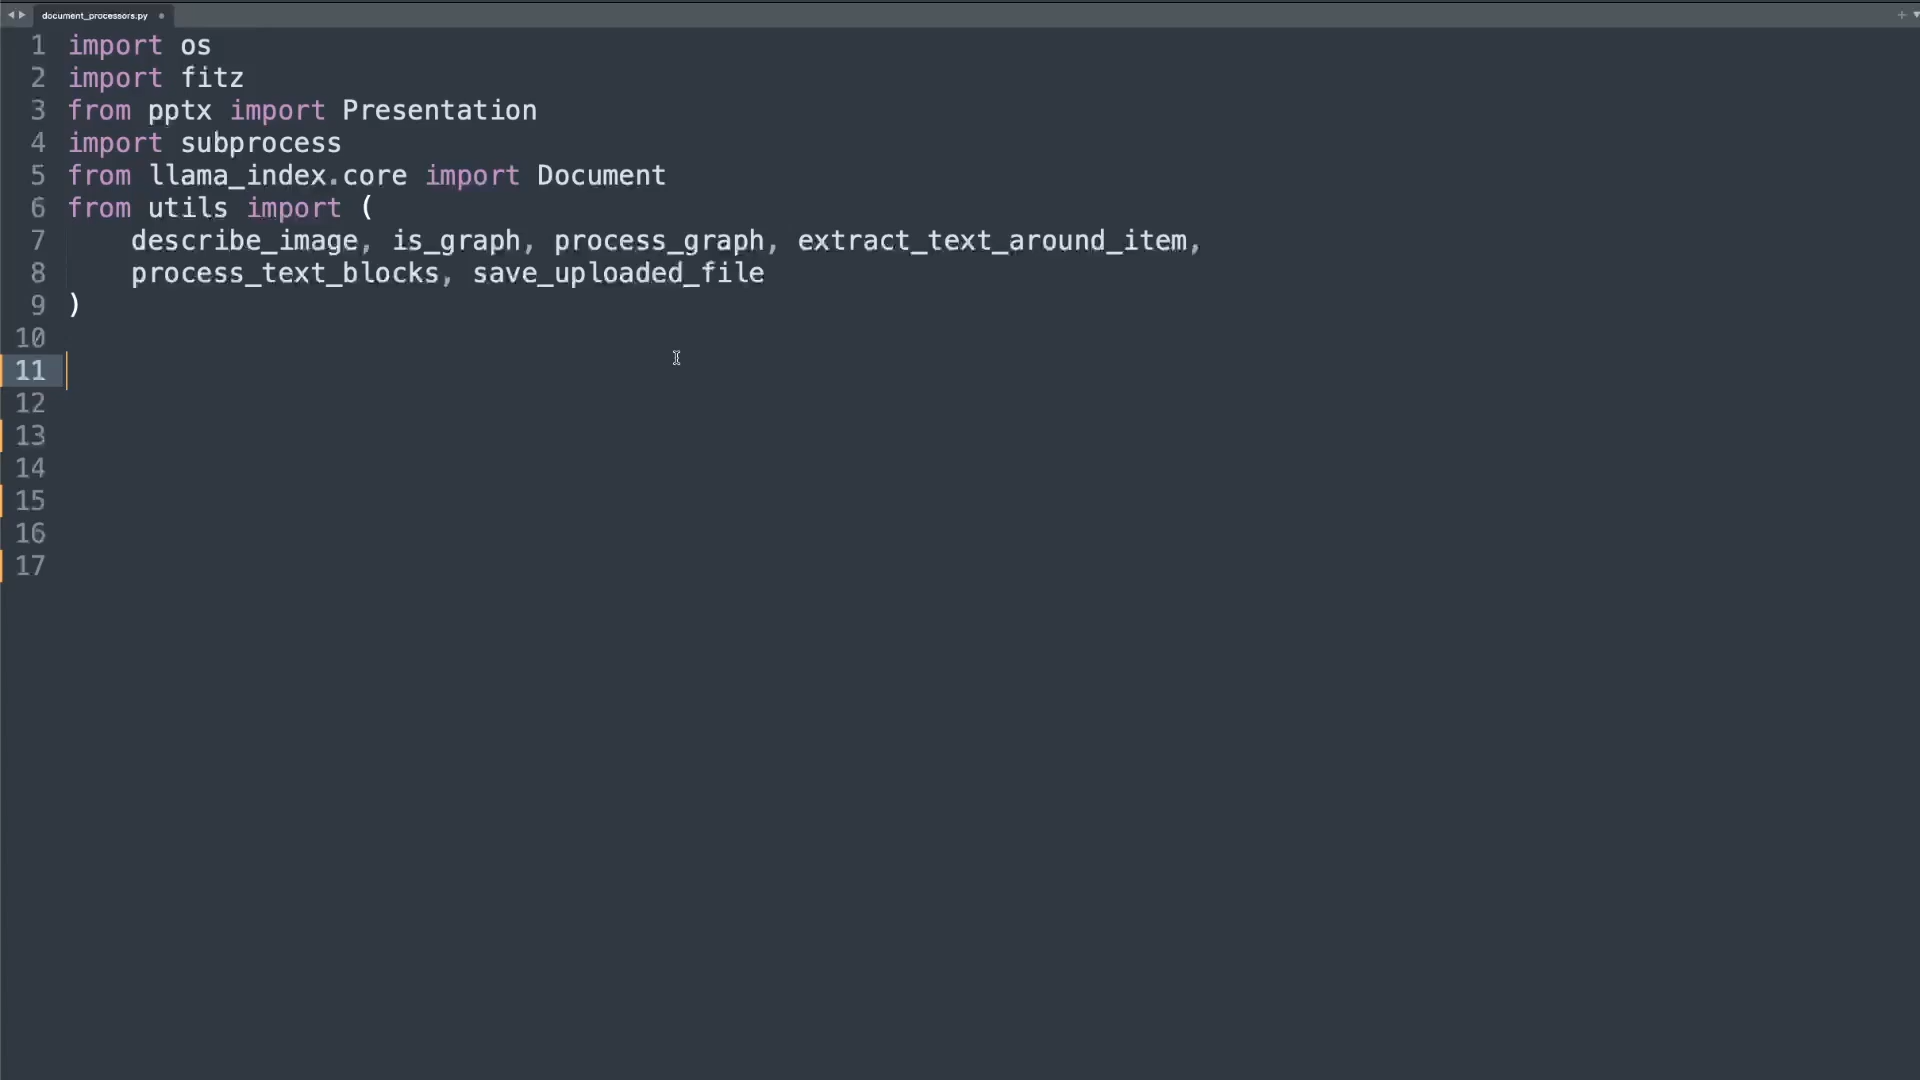 document_processors.py
1 import os
2 import fitz
3 from pptx import Presentation
4 import subprocess
5 from llama_index.core import Document
6 from utils import (
7     describe_image, is_graph, process_graph, extract_text_around_item,
8     process_text_blocks, save_uploaded_file
9 )
10
11
12
13
14
15
16
17